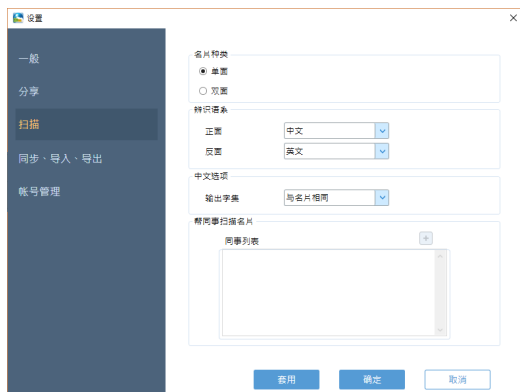 设置
一般
分享
扫描
同步、导入、导出
帐号管理
名片种类
单面
双面
辨识语系
正面 中文
反面 英文
中文选项
输出字集 与名片相同
帮同事扫描名片
同事列表
套用 确定 取消